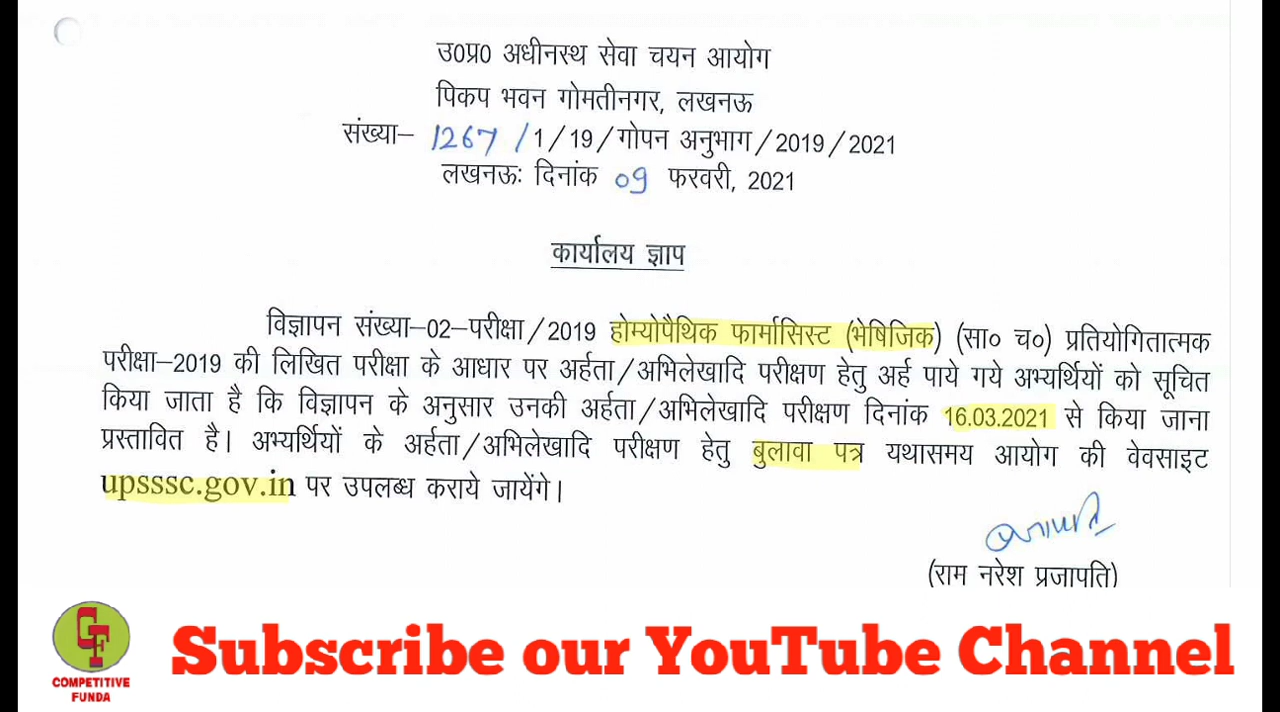 उ०प्र० अधीनस्थ सेवा चयन आयोग
पिकप भवन गोमतीनगर, लखनऊ
संख्या– 1267 /1/19/गोपन अनुभाग/2019/2021
लखनऊः दिनांक 09 फरवरी, 2021
कार्यालय ज्ञाप
विज्ञापन संख्या–02–परीक्षा/2019 होम्योपैथिक फार्मासिस्ट (भेषिजिक) (सा० च०) प्रतियोगितात्मक
परीक्षा–2019 की लिखित परीक्षा के आधार पर अर्हता/अभिलेखादि परीक्षण हेतु अर्ह पाये गये अभ्यर्थियों को सूचित
किया जाता है कि विज्ञापन के अनुसार उनकी अर्हता/अभिलेखादि परीक्षण दिनांक 16.03.2021 से किया जाना
प्रस्तावित है। अभ्यर्थियों के अर्हता/अभिलेखादि परीक्षण हेतु बुलावा पत्र यथासमय आयोग की वेवसाइट
upsssc.gov.in पर उपलब्ध कराये जायेंगे।
(राम नरेश प्रजापति)
CF
COMPETITIVE
FUNDA
Subscribe our YouTube Channel